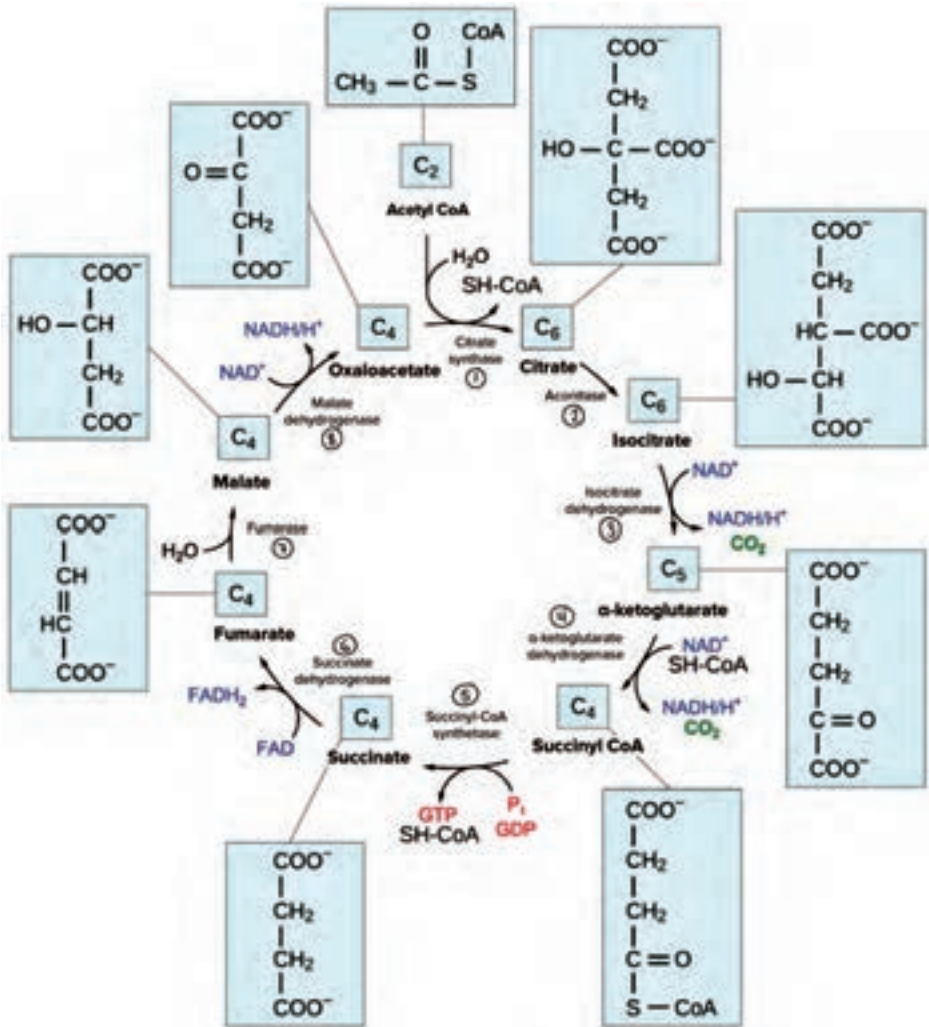 O
||
CH₃ — C — S
|
CoA
C₂
Acetyl CoA
H₂O
SH-CoA
COO⁻
|
CH₂
|
HO — C — COO⁻
|
CH₂
|
COO⁻
C₆
Citrate
Citrate
synthase
①
Aconitase
②
COO⁻
|
CH₂
|
HC — COO⁻
|
HO — CH
|
COO⁻
C₆
Isocitrate
NAD⁺
Isocitrate
dehydrogenase
③
NADH/H⁺
CO₂
C₅
α-ketoglutarate
COO⁻
|
CH₂
|
CH₂
|
C=O
|
COO⁻
④
α-ketoglutarate
dehydrogenase
NAD⁺
SH-CoA
NADH/H⁺
CO₂
C₄
Succinyl CoA
COO⁻
|
CH₂
|
CH₂
|
C=O
|
S — CoA
⑤
Succinyl-CoA
synthetase
Pᵢ
GDP
GTP
SH-CoA
C₄
Succinate
COO⁻
|
CH₂
|
CH₂
|
COO⁻
⑥
Succinate
dehydrogenase
FAD
FADH₂
C₄
Fumarate
COO⁻
|
CH
||
HC
|
COO⁻
H₂O
Fumarase
⑦
C₄
Malate
COO⁻
|
HO — CH
|
CH₂
|
COO⁻
NAD⁺
NADH/H⁺
Malate
dehydrogenase
⑧
C₄
Oxaloacetate
COO⁻
|
O=C
|
CH₂
|
COO⁻